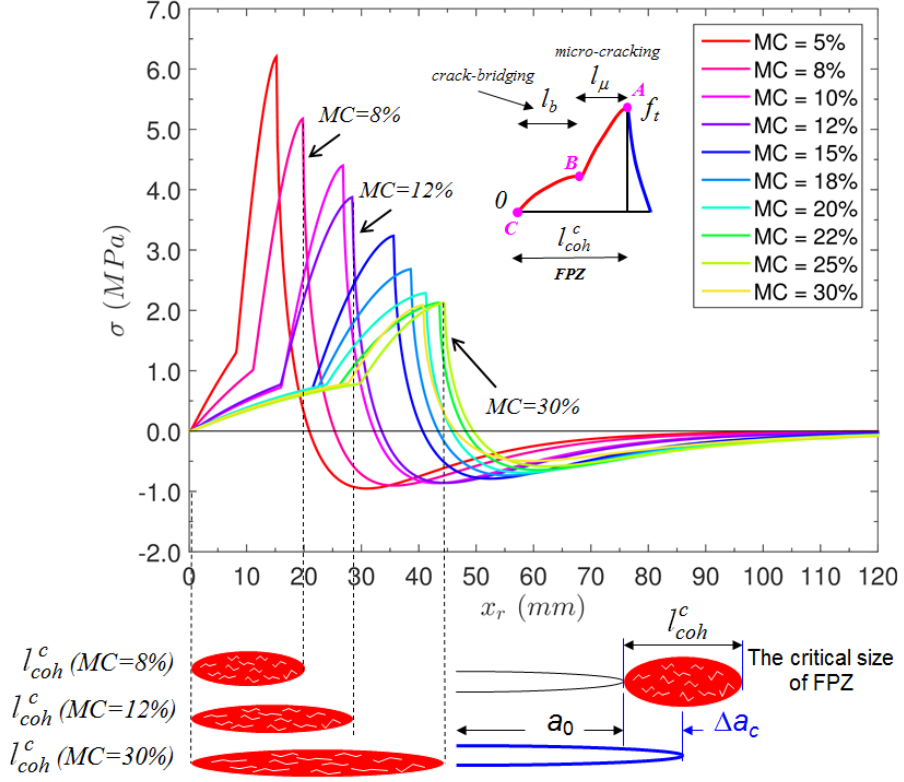 7.0
6.0
5.0
4.0
3.0
2.0
1.0
0.0
-1.0
-2.0
σ (MPa)
0
10
20
30
40
50
60
70
80
90
100
110
120
x_r (mm)
MC=8%
MC=12%
MC=30%
micro-cracking
crack-bridging
l_b
l_μ
A
f_t
B
0
C
l^c_coh
FPZ
MC = 5%
MC = 8%
MC = 10%
MC = 12%
MC = 15%
MC = 18%
MC = 20%
MC = 22%
MC = 25%
MC = 30%
l^c_coh (MC=8%)
l^c_coh (MC=12%)
l^c_coh (MC=30%)
l^c_coh
The critical size
of FPZ
a_0
Δa_c